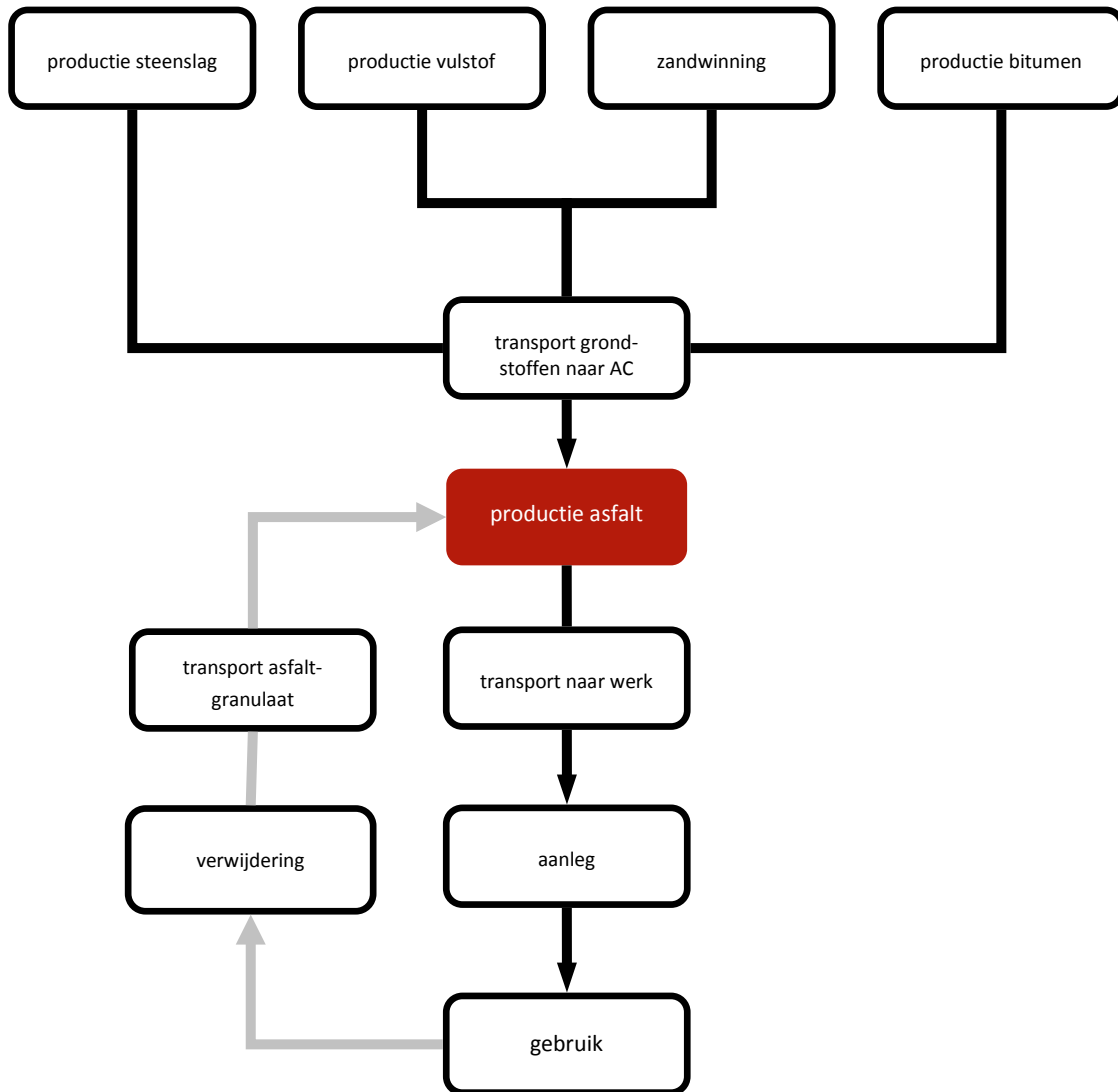 productie steenslag
productie vulstof
zandwinning
productie bitumen
transport grond-
stoffen naar AC
productie asfalt
transport asfalt-
granulaat
transport naar werk
verwijdering
aanleg
gebruik